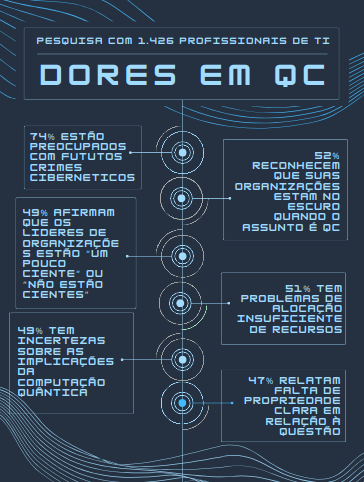 PESQUISA COM 1.426 PROFISSIONAIS DE TI
DORES EM QC
74% ESTÃO
PREOCUPADOS
COM FUTUTOS
CRIMES
CIBERNETICOS
52%
RECONHECEM
QUE SUAS
ORGANIZAÇÕES
ESTAM NO
ESCURO
QUANDO O
ASSUNTO É QC
49% AFIRMAM
QUE OS
LIDERES DE
ORGANIZAÇÕE
S ESTÃO "UM
POUCO
CIENTE" OU
"NÃO ESTÃO
CIENTES"
51% TEM
PROBLEMAS DE
ALOCAÇÃO
INSUFICIENTE
DE RECURSOS
49% TEM
INCERTEZAS
SOBRE AS
IMPLICAÇÕES
DA
COMPUTAÇÃO
QUÂNTICA
47% RELATAM
FALTA DE
PROPRIEDADE
CLARA EM
RELAÇÃO À
QUESTÃO